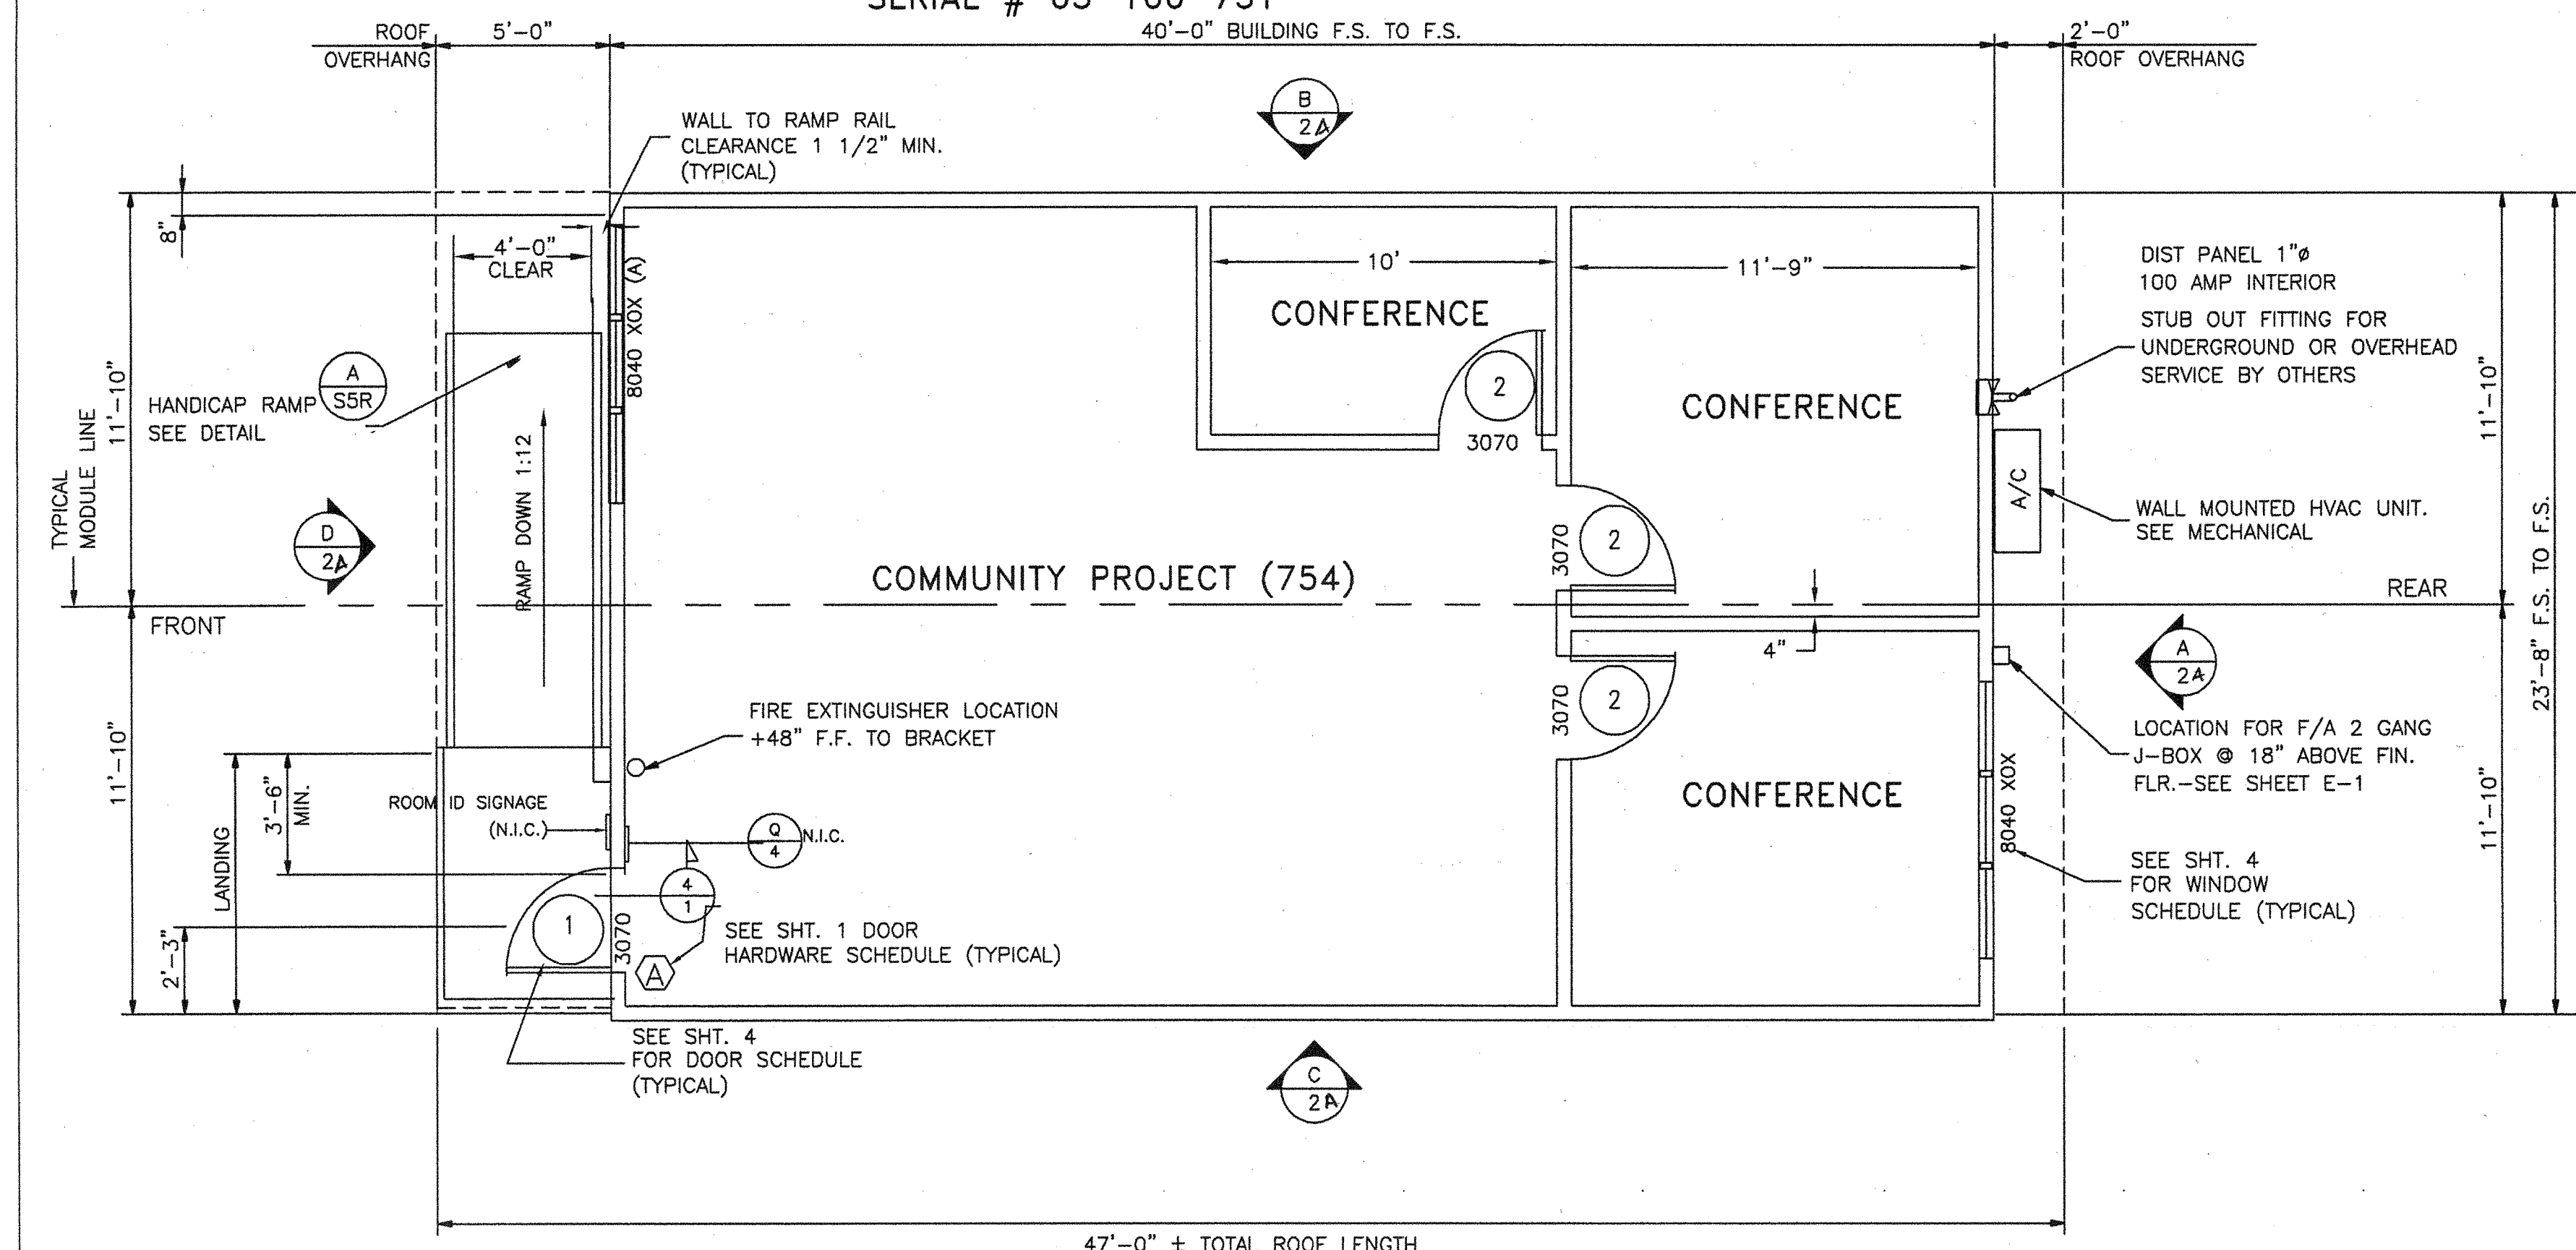 ROOF
OVERHANG
5'-0"
40'-0" BUILDING F.S. TO F.S.
2'-0"
ROOF OVERHANG
B
2A
WALL TO RAMP RAIL
CLEARANCE 1 1/2" MIN.
(TYPICAL)
8"
4'-0"
CLEAR
8040 XOX (A)
10'
CONFERENCE
2
3070
11'-9"
CONFERENCE
DIST PANEL 1"ø
100 AMP INTERIOR
STUB OUT FITTING FOR
UNDERGROUND OR OVERHEAD
SERVICE BY OTHERS
11'-10"
TYPICAL
MODULE LINE
HANDICAP RAMP
SEE DETAIL
A
S5R
RAMP DOWN 1:12
D
2A
A/C
WALL MOUNTED HVAC UNIT.
SEE MECHANICAL
11'-10"
23'-8" F.S. TO F.S.
3070
2
COMMUNITY PROJECT (754)
FRONT
REAR
4"
3070
2
A
2A
FIRE EXTINGUISHER LOCATION
+48" F.F. TO BRACKET
LOCATION FOR F/A 2 GANG
J-BOX @ 18" ABOVE FIN.
FLR.-SEE SHEET E-1
11'-10"
LANDING
3'-6"
MIN.
ROOM ID SIGNAGE
(N.I.C.)
Q
4
N.I.C.
CONFERENCE
8040 XOX
11'-10"
SEE SHT. 4
FOR WINDOW
SCHEDULE (TYPICAL)
2'-3"
1
3070
4
1
A
SEE SHT. 1 DOOR
HARDWARE SCHEDULE (TYPICAL)
SEE SHT. 4
FOR DOOR SCHEDULE
(TYPICAL)
C
2A
47'-0" ± TOTAL ROOF LENGTH